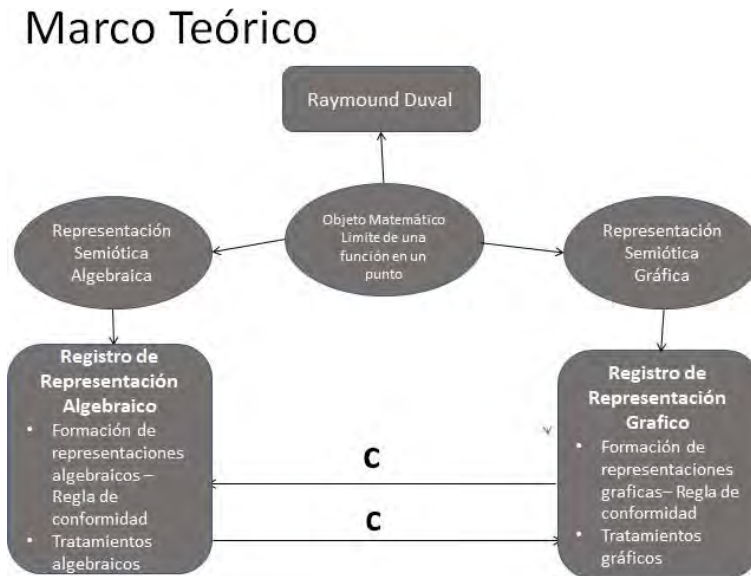 Marco Teórico
Raymound Duval
Objeto Matemático
Limite de una
función en un
punto
Representación
Semiótica
Algebraica
Representación
Semiótica
Gráfica
Registro de
Representación
Algebraico
• Formación de
representaciones
algebraicos –
Regla de
conformidad
• Tratamientos
algebraicos
C
C
Registro de
Representación
Grafico
• Formación de
representaciones
graficas– Regla de
conformidad
• Tratamientos
gráficos